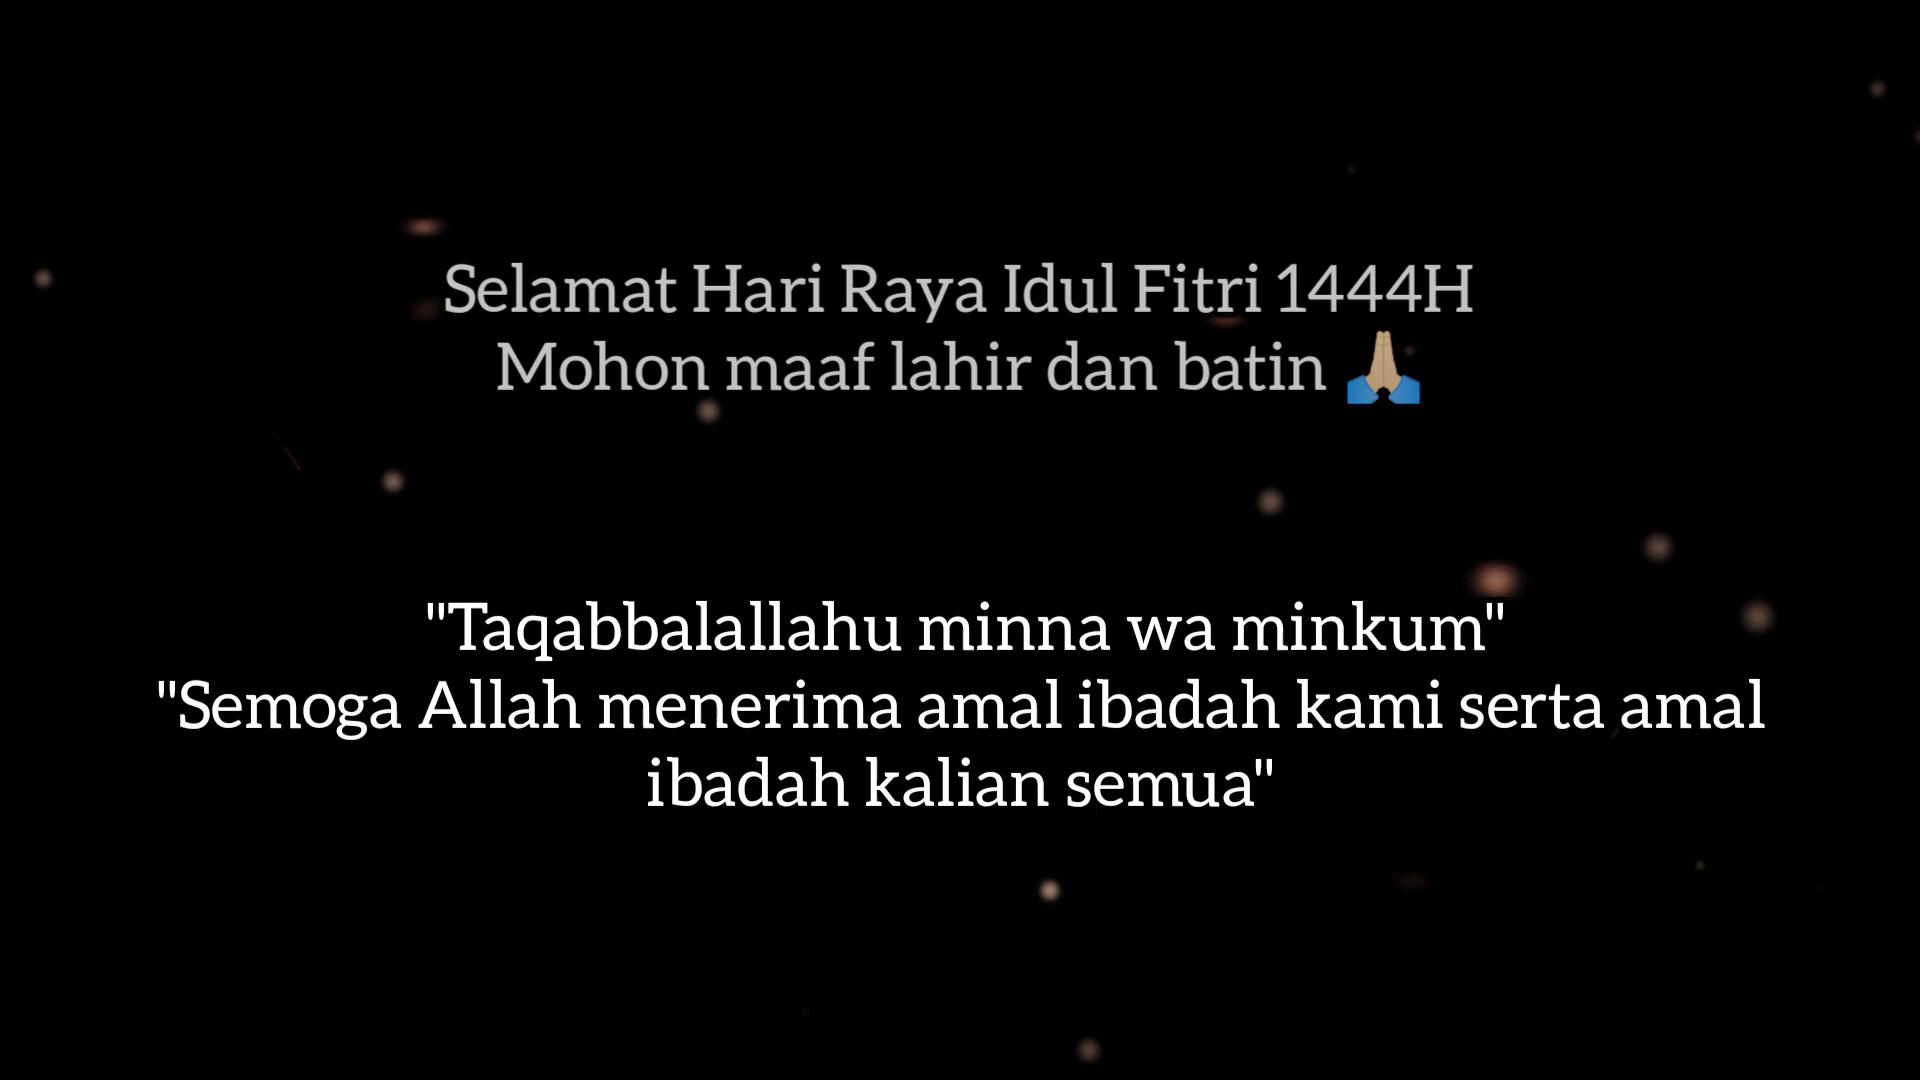 Selamat Hari Raya Idul Fitri 1444H
Mohon maaf lahir dan batin 🙏🏼
"Taqabbalallahu minna wa minkum"
"Semoga Allah menerima amal ibadah kami serta amal
ibadah kalian semua"